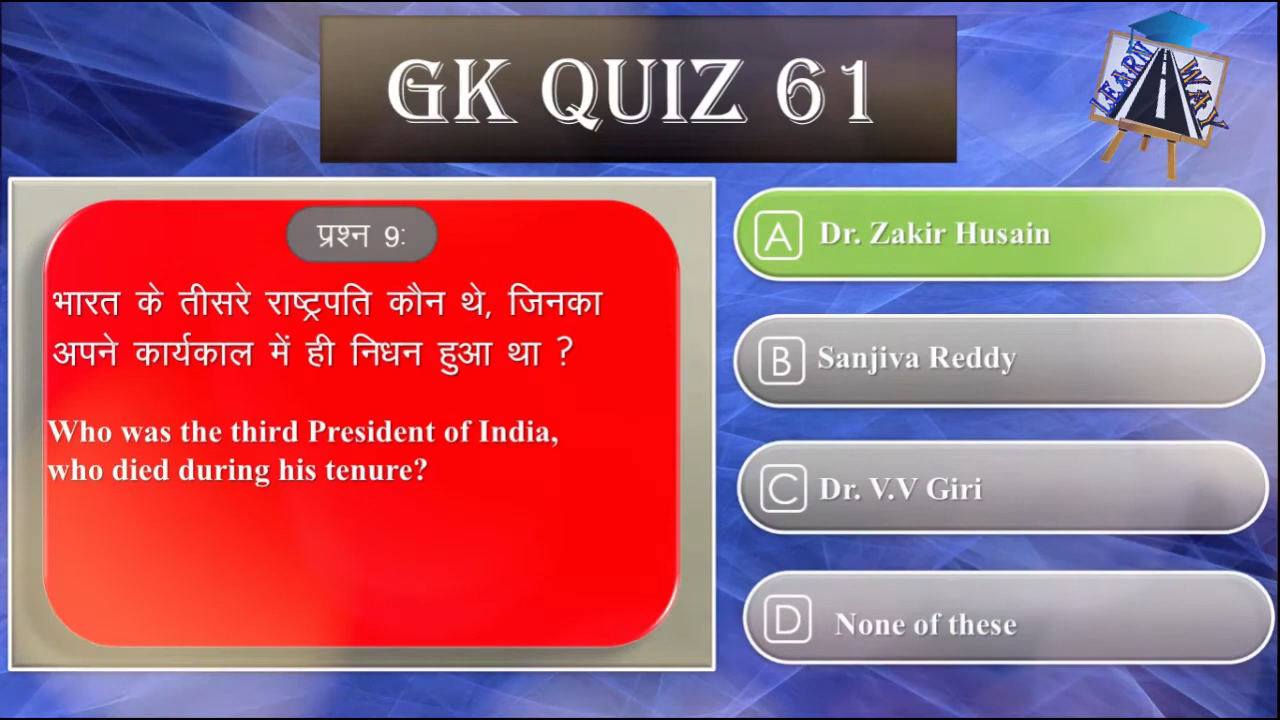 GK QUIZ 61
LEARN WAY
प्रश्न 9:
भारत के तीसरे राष्ट्रपति कौन थे, जिनका
अपने कार्यकाल में ही निधन हुआ था ?
Who was the third President of India,
who died during his tenure?
A Dr. Zakir Husain
B Sanjiva Reddy
C Dr. V.V Giri
D None of these